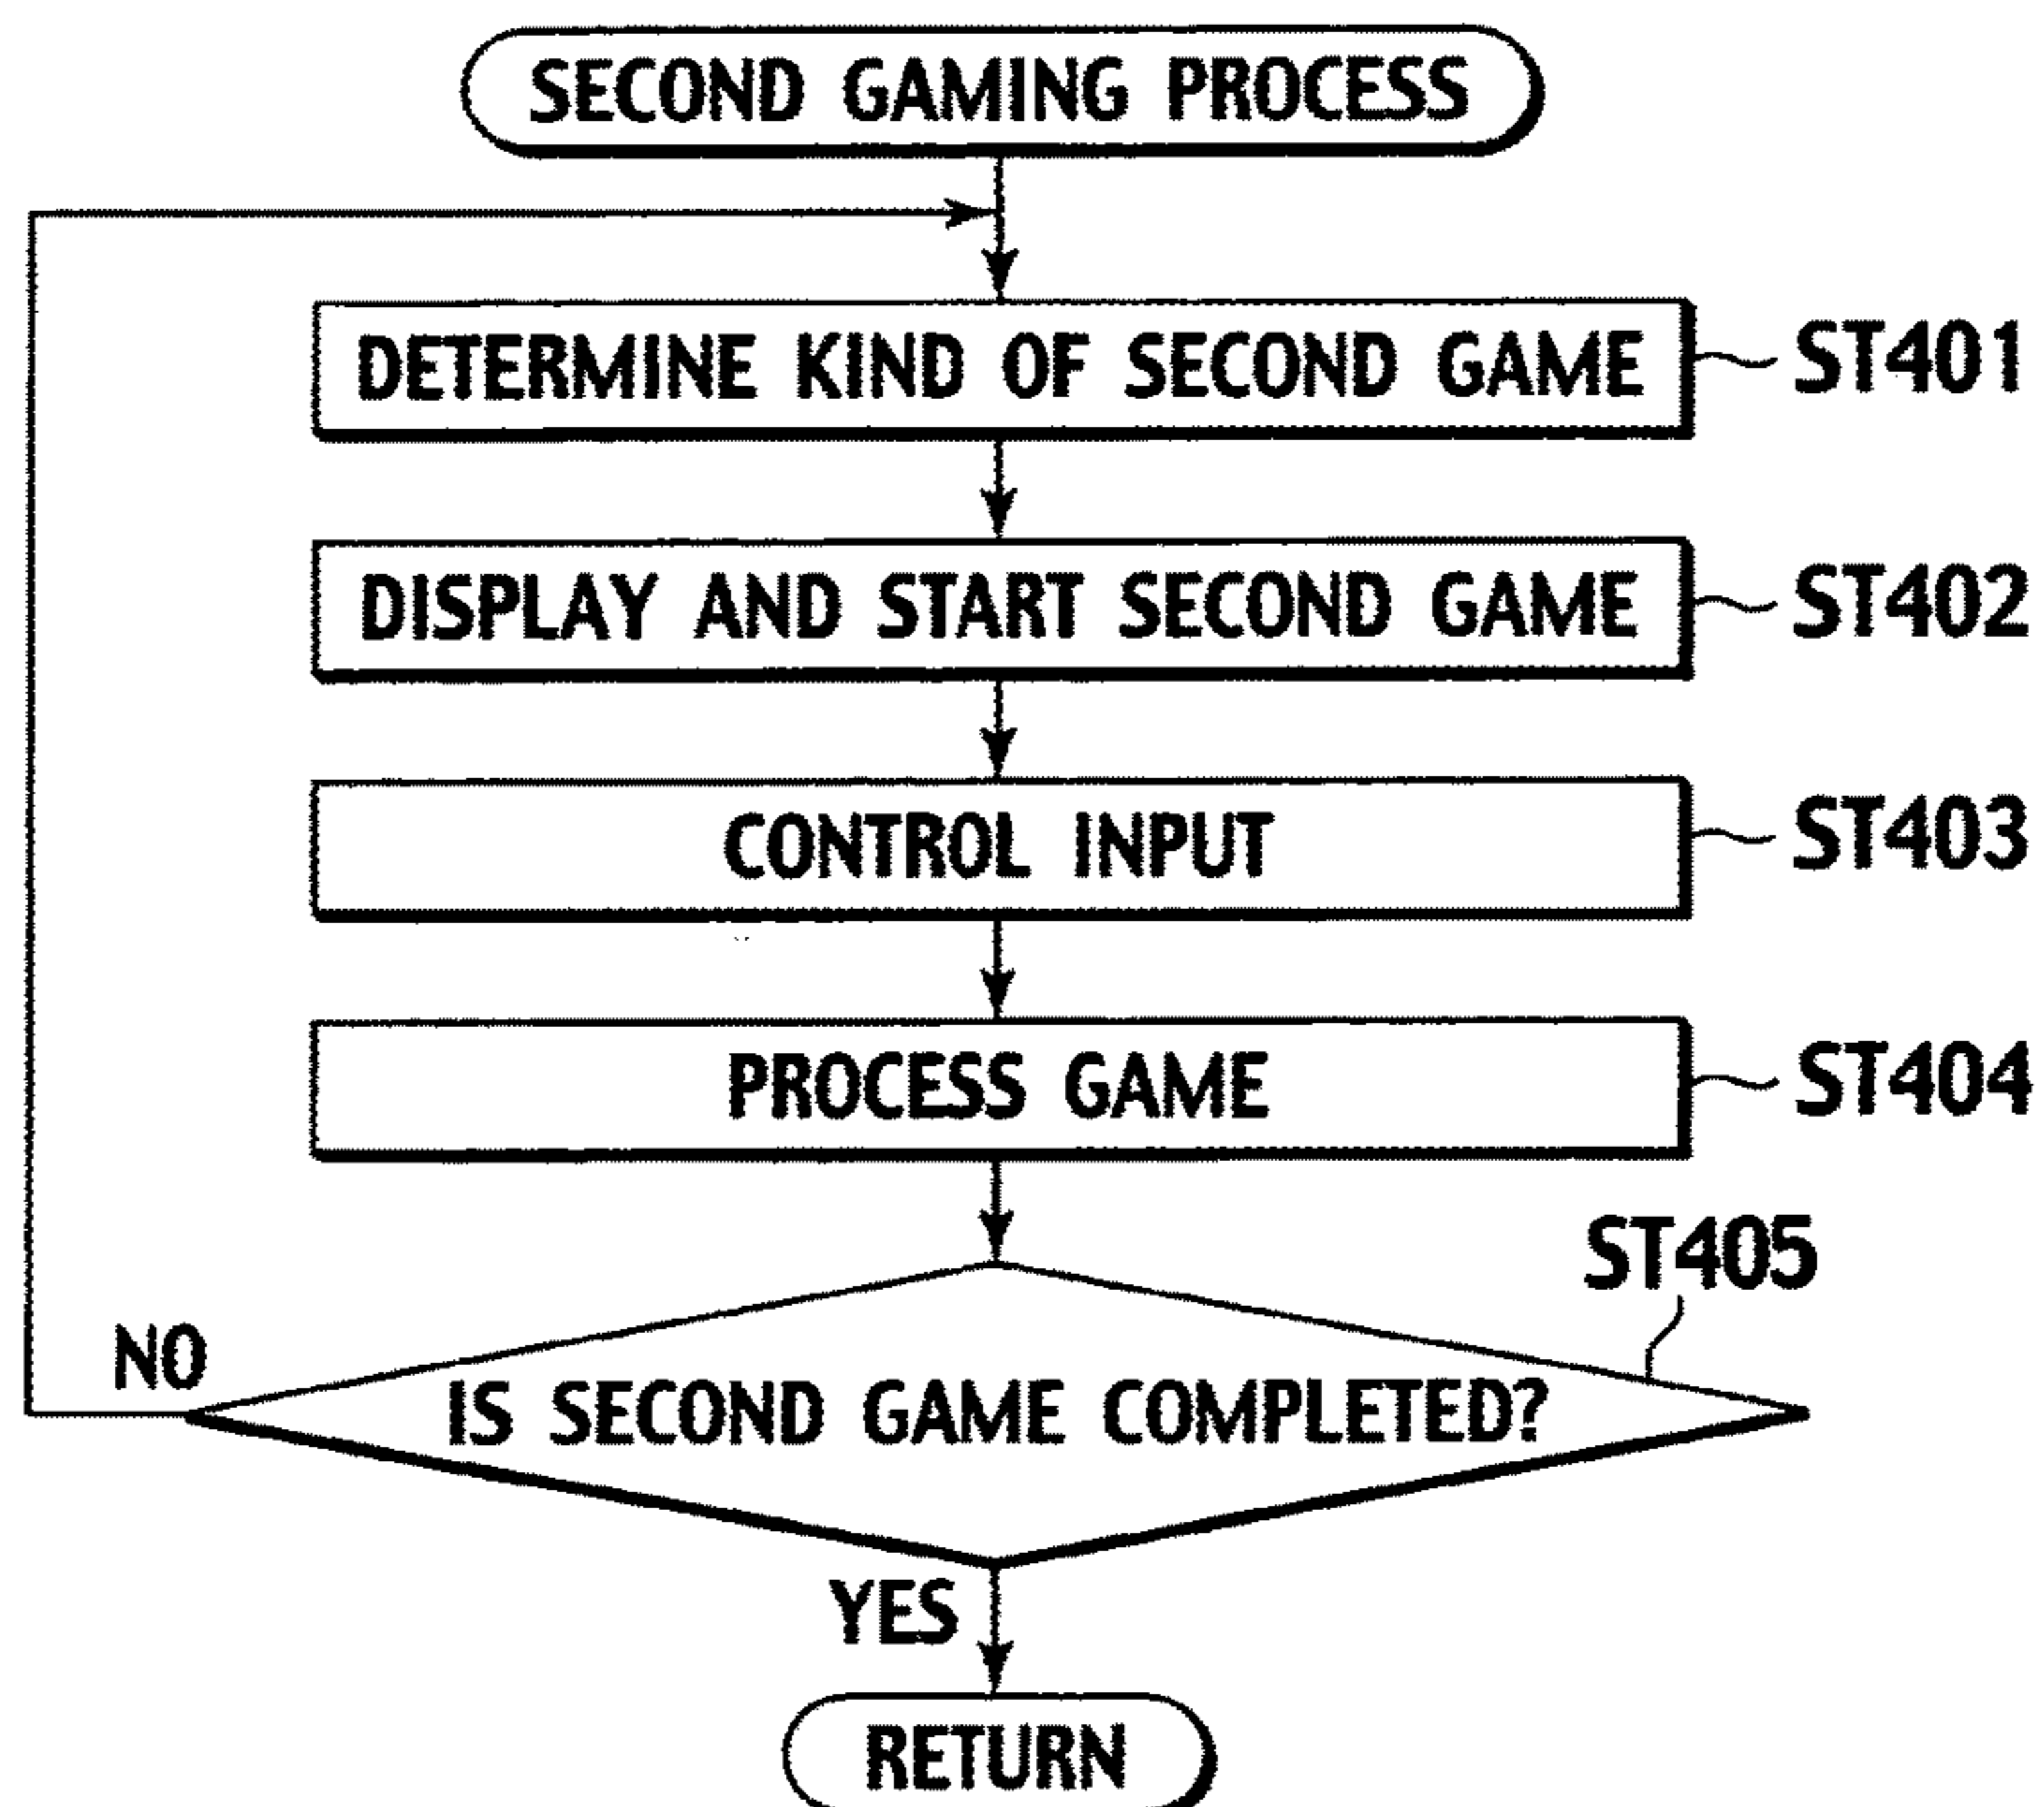 SECOND GAMING PROCESS
DETERMINE KIND OF SECOND GAME
ST401
DISPLAY AND START SECOND GAME
ST402
CONTROL INPUT
ST403
PROCESS GAME
ST404
ST405
NO
IS SECOND GAME COMPLETED?
YES
RETURN